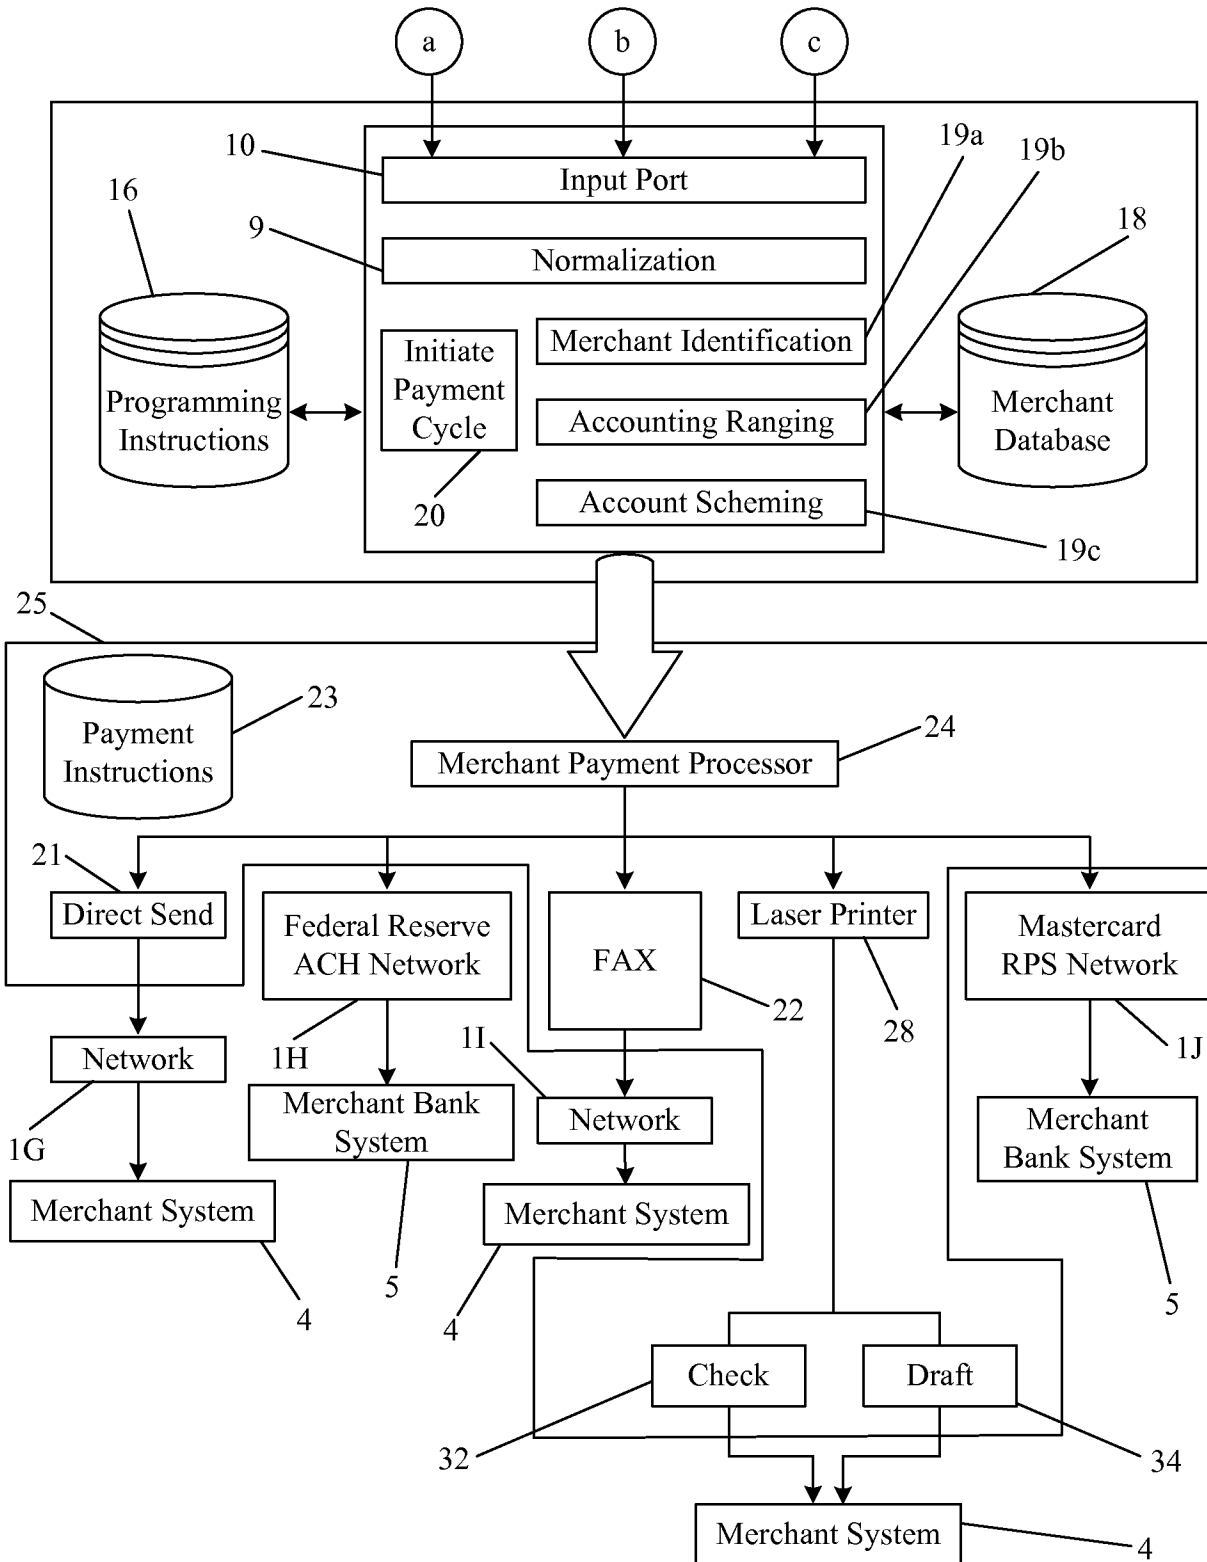 a
b
c
10
Input Port
19a
19b
16
9
Normalization
18
Programming
Instructions
Initiate
Payment
Cycle
20
Merchant Identification
Accounting Ranging
Account Scheming
19c
Merchant
Database
25
Payment
Instructions
23
Merchant Payment Processor
24
21
Direct Send
Federal Reserve
ACH Network
FAX
Laser Printer
Mastercard
RPS Network
22
28
1H
1I
1J
Network
1G
Merchant Bank
System
Network
Merchant
Bank System
Merchant System
Merchant System
4
5
4
5
Check
Draft
32
34
Merchant System
4